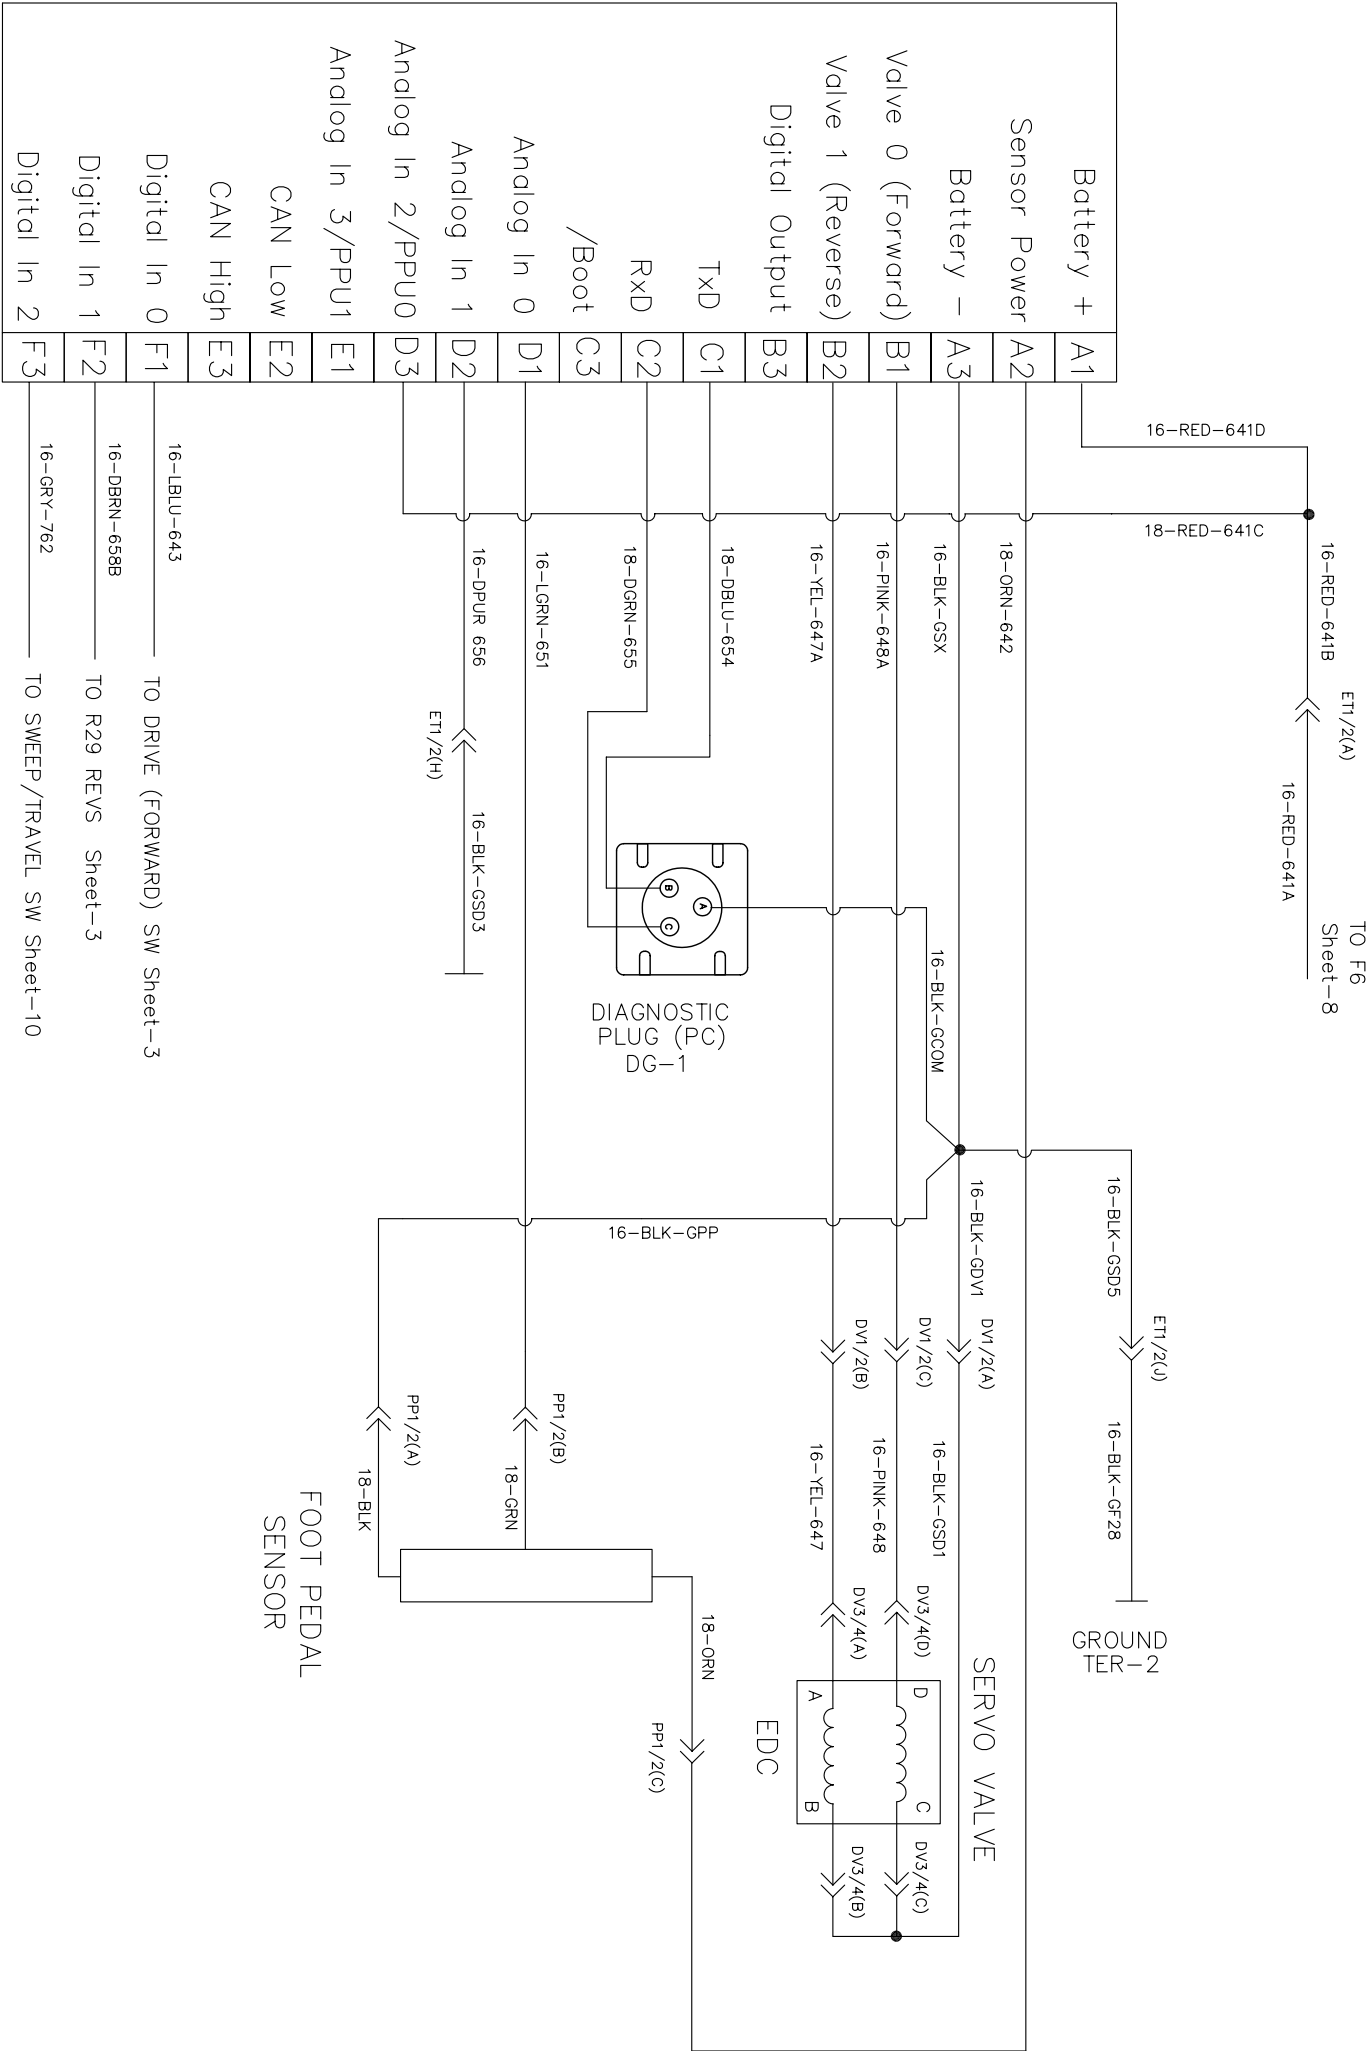 Battery + A1
Sensor Power A2
Battery – A3
Valve 0 (Forward) B1
Valve 1 (Reverse) B2
Digital Output B3
TxD C1
RxD C2
/Boot C3
Analog In 0 D1
Analog In 1 D2
Analog In 2/PPU0 D3
Analog In 3/PPU1 E1
CAN Low E2
CAN High E3
Digital In 0 F1
Digital In 1 F2
Digital In 2 F3
16-RED-641D
18-RED-641C
16-RED-641B
ET1/2(A)
16-RED-641A
TO F6
Sheet-8
18-ORN-642
16-BLK-GSX
16-PINK-648A
16-YEL-647A
18-DBLU-654
18-DGRN-655
16-LGRN-651
16-DPUR 656
ET1/2(H)
16-BLK-GSD3
16-LBLU-643
TO DRIVE (FORWARD) SW Sheet-3
16-DBRN-658B
TO R29 REVS Sheet-3
16-GRY-762
TO SWEEP/TRAVEL SW Sheet-10
A
B
C
DIAGNOSTIC
PLUG (PC)
DG-1
16-BLK-GCOM
16-BLK-GPP
16-BLK-GSD5
ET1/2(J)
16-BLK-GF28
GROUND
TER-2
16-BLK-GDV1
DV1/2(A)
16-BLK-GSD1
DV1/2(C)
16-PINK-648
DV3/4(D)
DV1/2(B)
16-YEL-647
DV3/4(A)
SERVO VALVE
D
C
A
B
EDC
DV3/4(C)
DV3/4(B)
PP1/2(B)
18-GRN
PP1/2(A)
18-BLK
18-ORN
PP1/2(C)
FOOT PEDAL
SENSOR